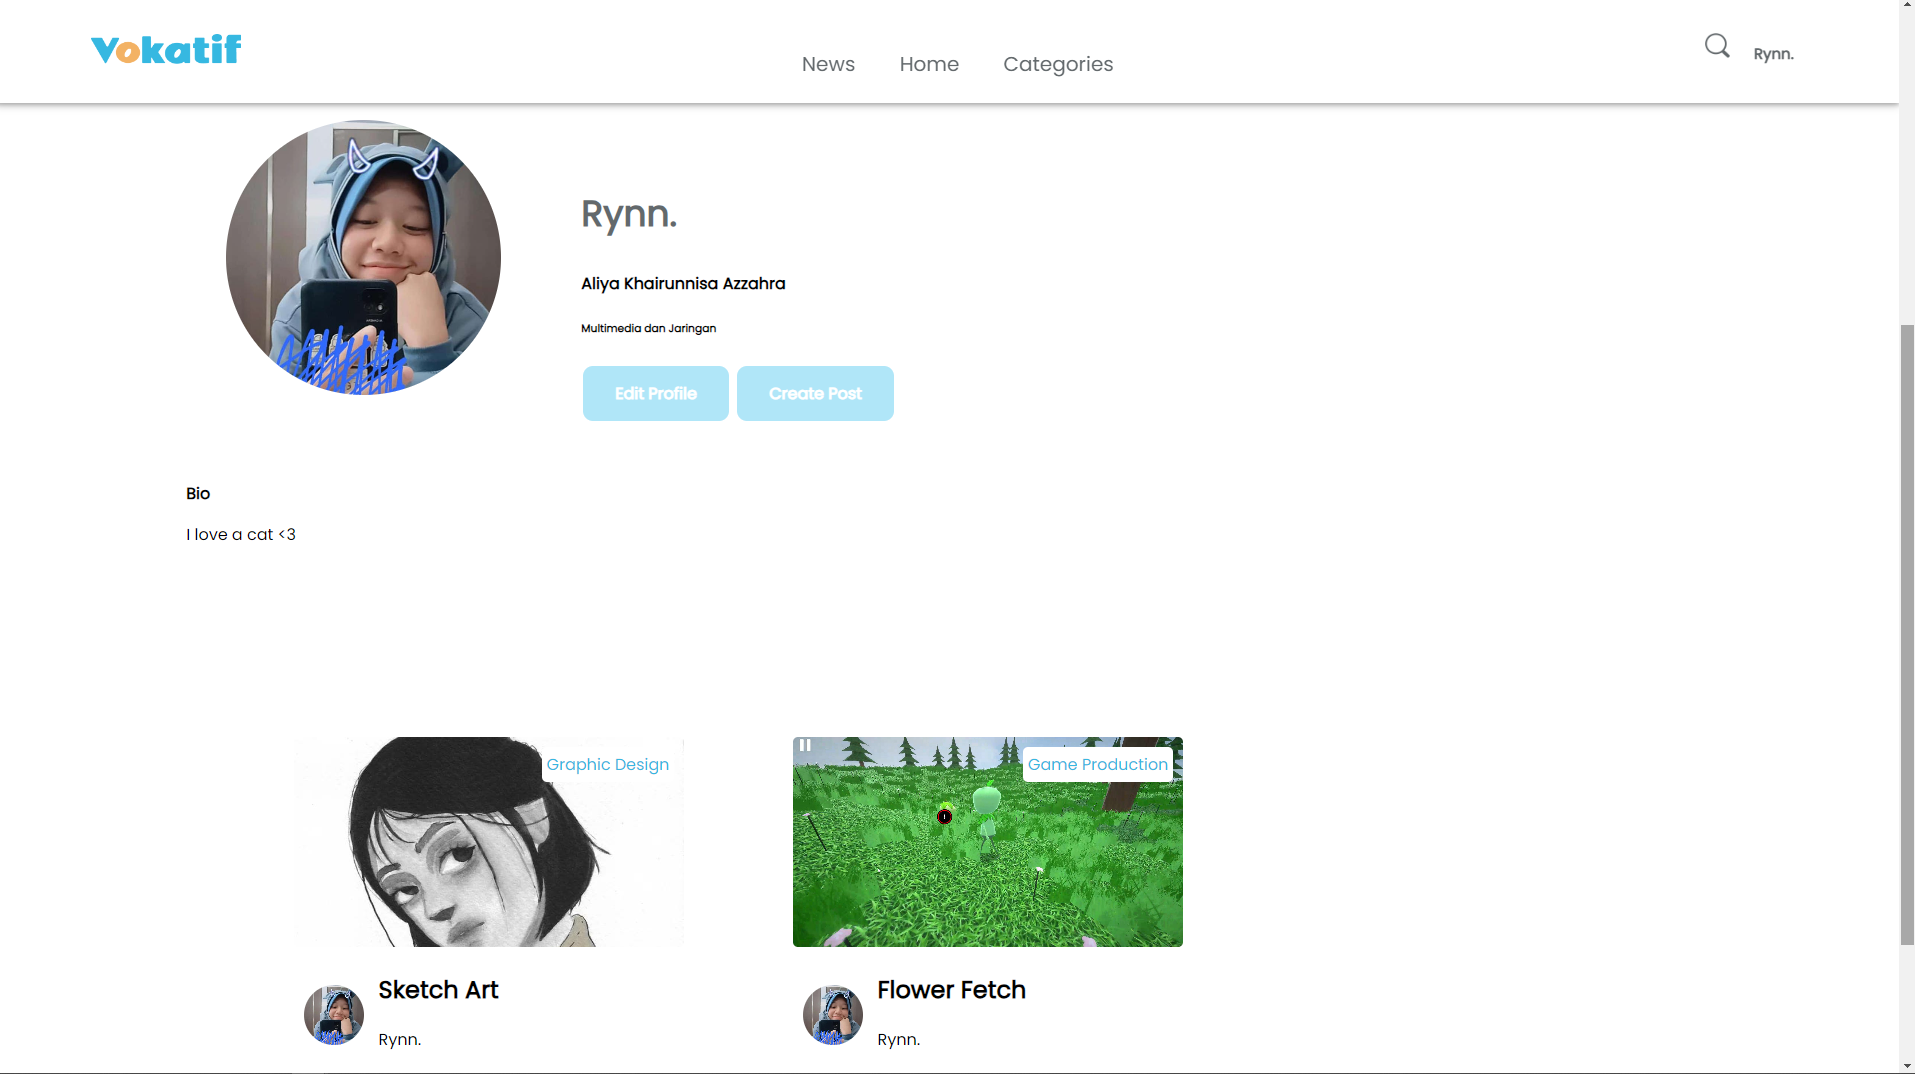 Vokatif
News Home Categories
Rynn.
Rynn.
Aliya Khairunnisa Azzahra
Multimedia dan Jaringan
Edit Profile Create Post
Bio
I love a cat <3
Graphic Design
Game Production
Sketch Art
Rynn.
Flower Fetch
Rynn.